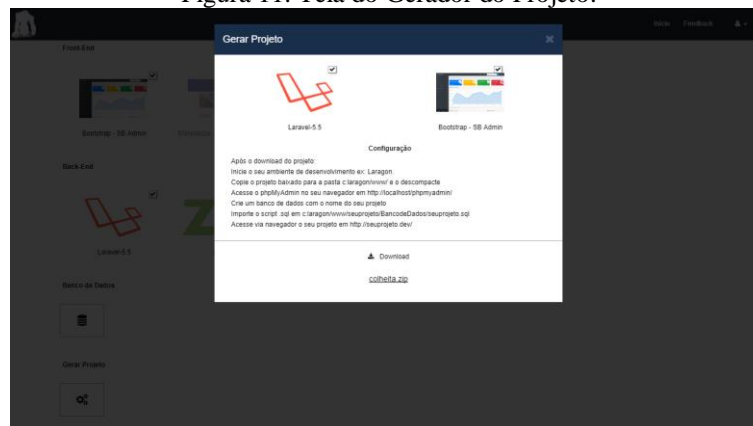 Figura 11: Tela do Gerador do Projeto.
Início Feedback
Gerar Projeto
Front-End
Laravel-5.5 Bootstrap - SB Admin
Bootstrap - SB Admin
Configuração
Após o download do projeto:
Inicie o seu ambiente de desenvolvimento ex: Laragon.
Copie o projeto baixado para a pasta c:laragon/www/ e o descompacte
Acesse o phpMyAdmin no seu navegador em http://localhost/phpmyadmin/
Crie um banco de dados com o nome do seu projeto
Importe o script .sql em c:laragon/www/seuprojeto/BancodeDados/seuprojeto.sql
Acesse via navegador o seu projeto em http://seuprojeto.dev/
Back-End
Laravel-5.5
Download
colheita.zip
Banco de Dados
Gerar Projeto